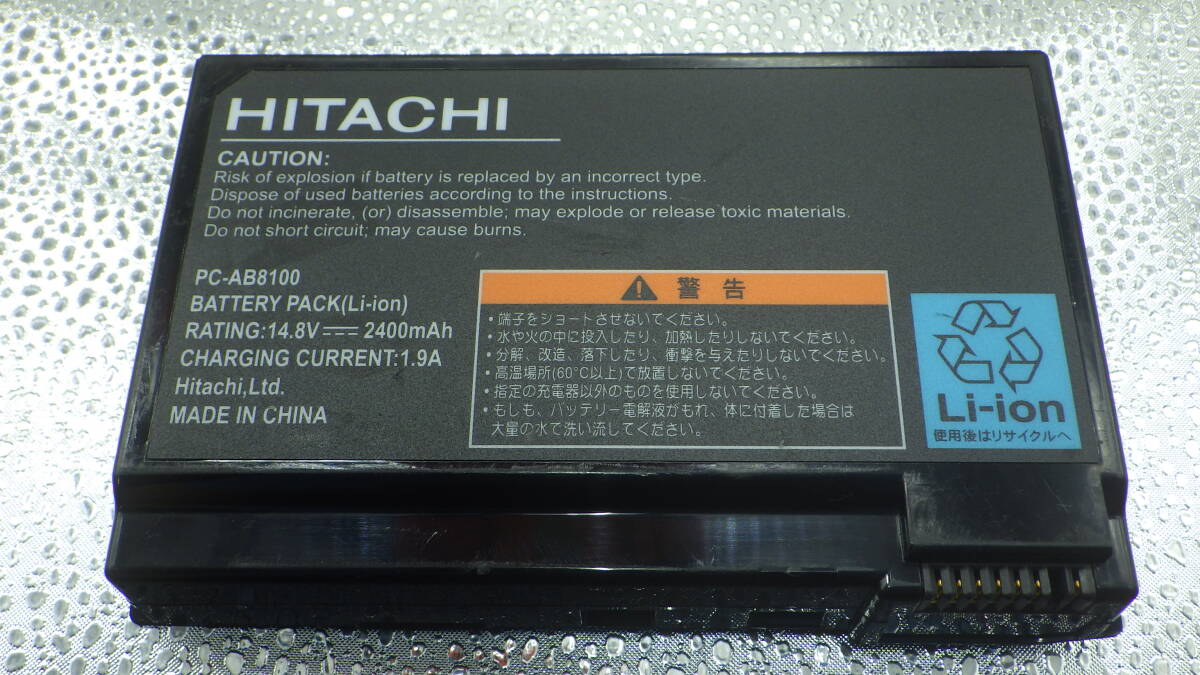 HITACHI
CAUTION:
Risk of explosion if battery is replaced by an incorrect type.
Dispose of used batteries according to the instructions.
Do not incinerate, (or) disassemble; may explode or release toxic materials.
Do not short circuit; may cause burns.
PC-AB8100
BATTERY PACK(Li-ion)
RATING:14.8V⎓2400mAh
CHARGING CURRENT:1.9A
Hitachi,Ltd.
MADE IN CHINA
警告
・端子をショートさせないでください。
・水や火の中に投入したり、加熱したりしないでください。
・分解、改造、落下したり、衝撃を与えたりしないでください。
・高温場所(60°C以上)で放置しないでください。
・指定の充電器以外のものを使用しないでください。
・もしも、バッテリー電解液がもれ、体に付着した場合は
大量の水で洗い流してください。
Li-ion
使用後はリサイクルへ